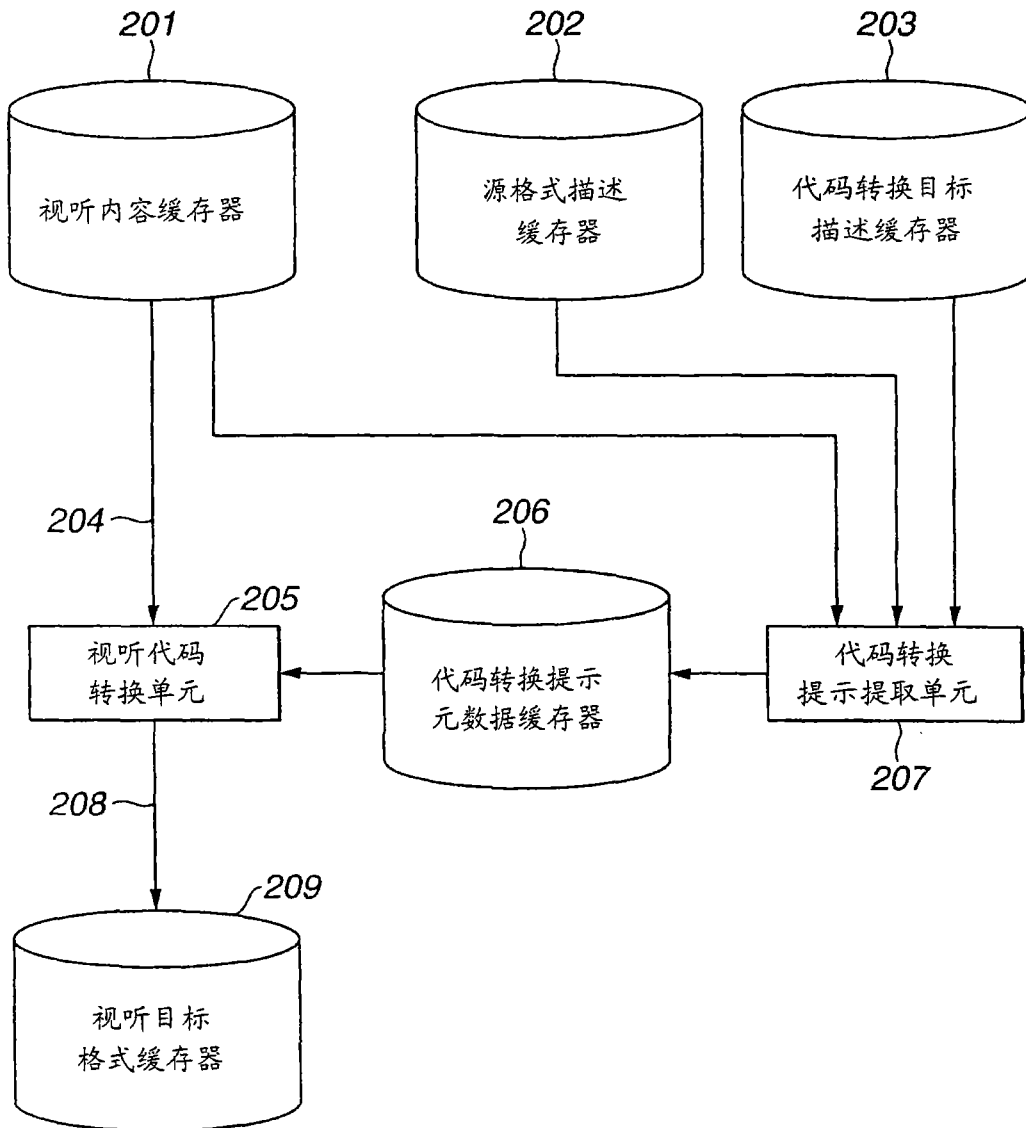 201
202
203
视听内容缓存器
源格式描述
缓存器
代码转换目标
描述缓存器
204
206
205
视听代码
转换单元
代码转换提示
元数据缓存器
代码转换
提示提取单元
207
208
209
视听目标
格式缓存器